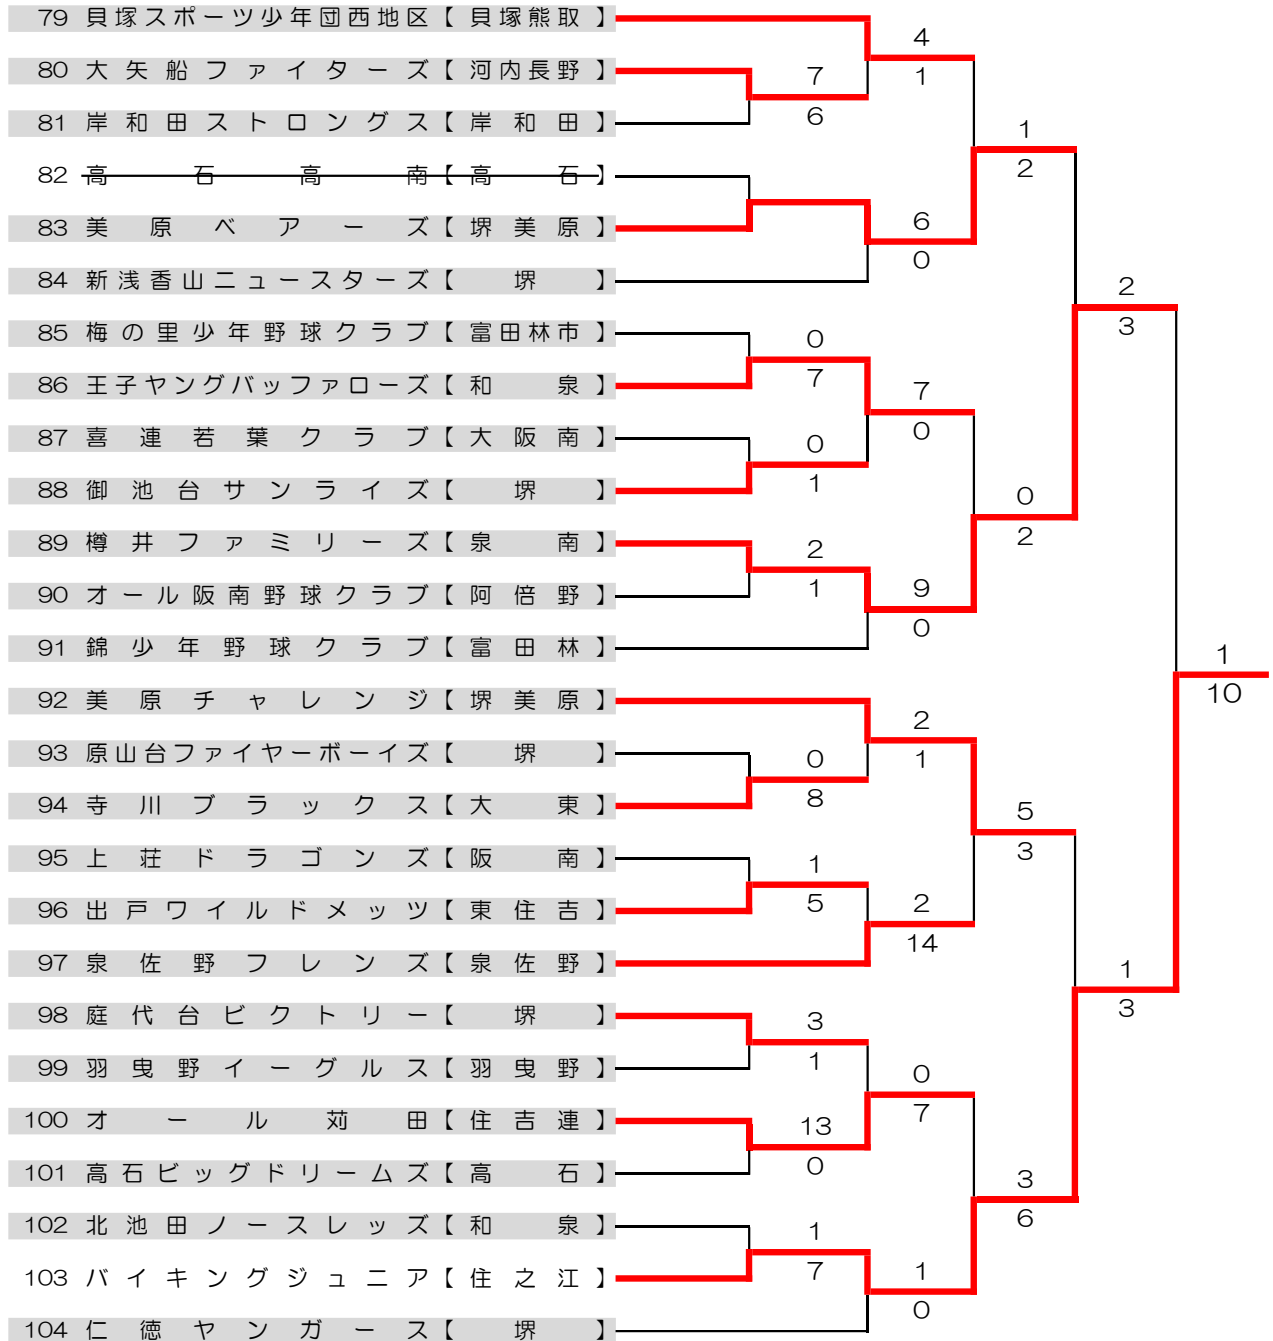 79 貝塚スポーツ少年団西地区【 貝塚熊取 】
4
80 大矢船ファイターズ【 河内長野 】
7
1
6
81 岸和田ストロングス【 岸和田 】
1
82 高石高南【 高石 】
2
83 美原ベアーズ【 堺美原 】
6
0
84 新浅香山ニュースターズ【 堺 】
2
3
85 梅の里少年野球クラブ【 富田林市 】
0
7
86 王子ヤングバッファローズ【 和泉 】
7
0
87 喜連若葉クラブ【 大阪南 】
0
1
88 御池台サンライズ【 堺 】
0
2
89 樽井ファミリーズ【 泉南 】
2
1
90 オール阪南野球クラブ【 阿倍野 】
9
0
91 錦少年野球クラブ【 富田林 】
1
10
92 美原チャレンジ【 堺美原 】
2
1
93 原山台ファイヤーボーイズ【 堺 】
0
8
94 寺川ブラックス【 大東 】
5
3
95 上荘ドラゴンズ【 阪南 】
1
5
96 出戸ワイルドメッツ【 東住吉 】
2
14
97 泉佐野フレンズ【 泉佐野 】
1
3
98 庭代台ビクトリー【 堺 】
3
1
99 羽曳野イーグルス【 羽曳野 】
0
7
100 オール苅田【 住吉連 】
13
0
101 高石ビッグドリームズ【 高石 】
3
6
102 北池田ノースレッズ【 和泉 】
1
7
103 バイキングジュニア【 住之江 】
1
0
104 仁徳ヤンガース【 堺 】